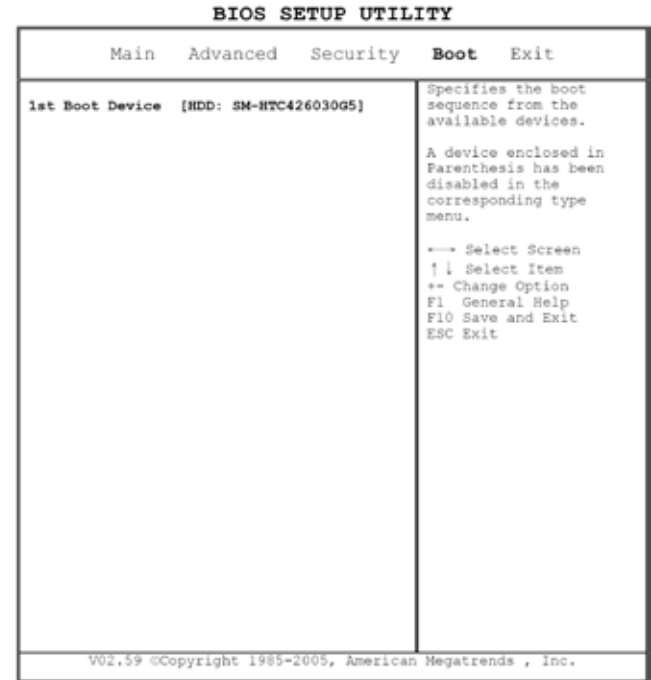 BIOS SETUP UTILITY
Main Advanced Security Boot Exit
1st Boot Device [HDD: SM-HTC426030G5]
Specifies the boot
sequence from the
available devices.
A device enclosed in
Parenthesis has been
disabled in the
corresponding type
menu.
←→ Select Screen
↑↓ Select Item
+- Change Option
F1 General Help
F10 Save and Exit
ESC Exit
V02.59 ©Copyright 1985-2005, American Megatrends , Inc.